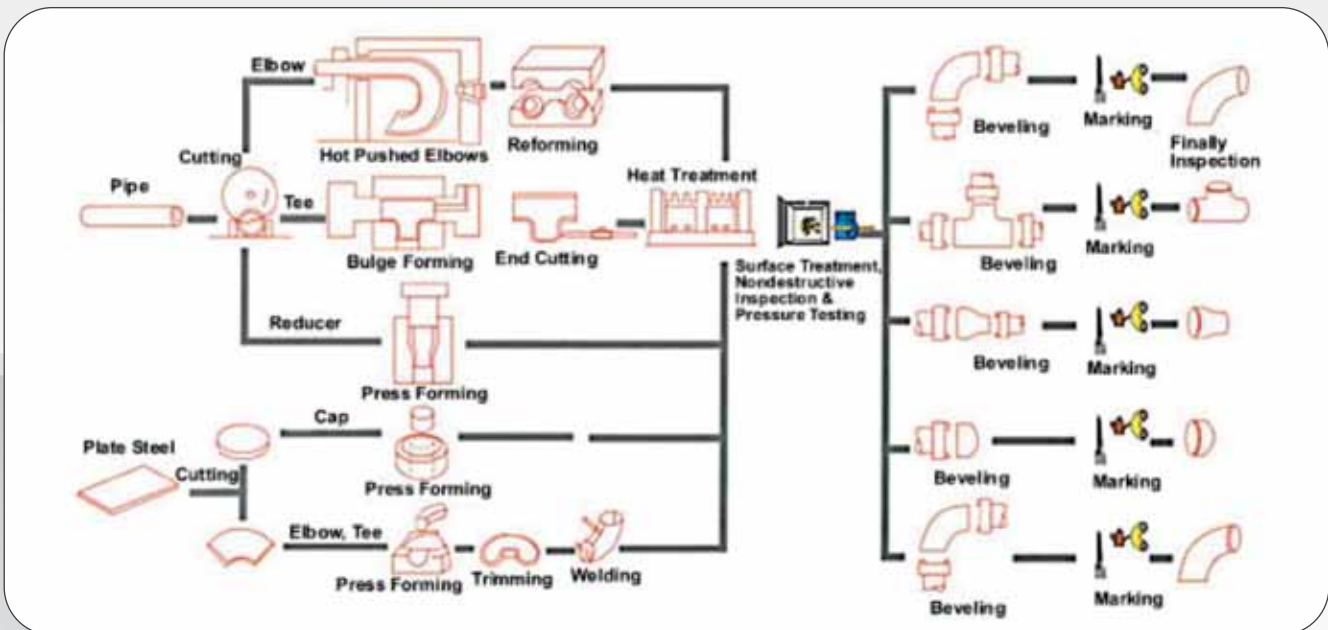 Elbow
Cutting
Hot Pushed Elbows
Reforming
Pipe
Tee
Bulge Forming
End Cutting
Heat Treatment
Reducer
Press Forming
Cap
Plate Steel
Cutting
Press Forming
Elbow, Tee
Press Forming
Trimming
Welding
Surface Treatment,
Nondestructive
Inspection &
Pressure Testing
Beveling
Marking
Finally
Inspection
Beveling
Marking
Beveling
Marking
Beveling
Marking
Beveling
Marking